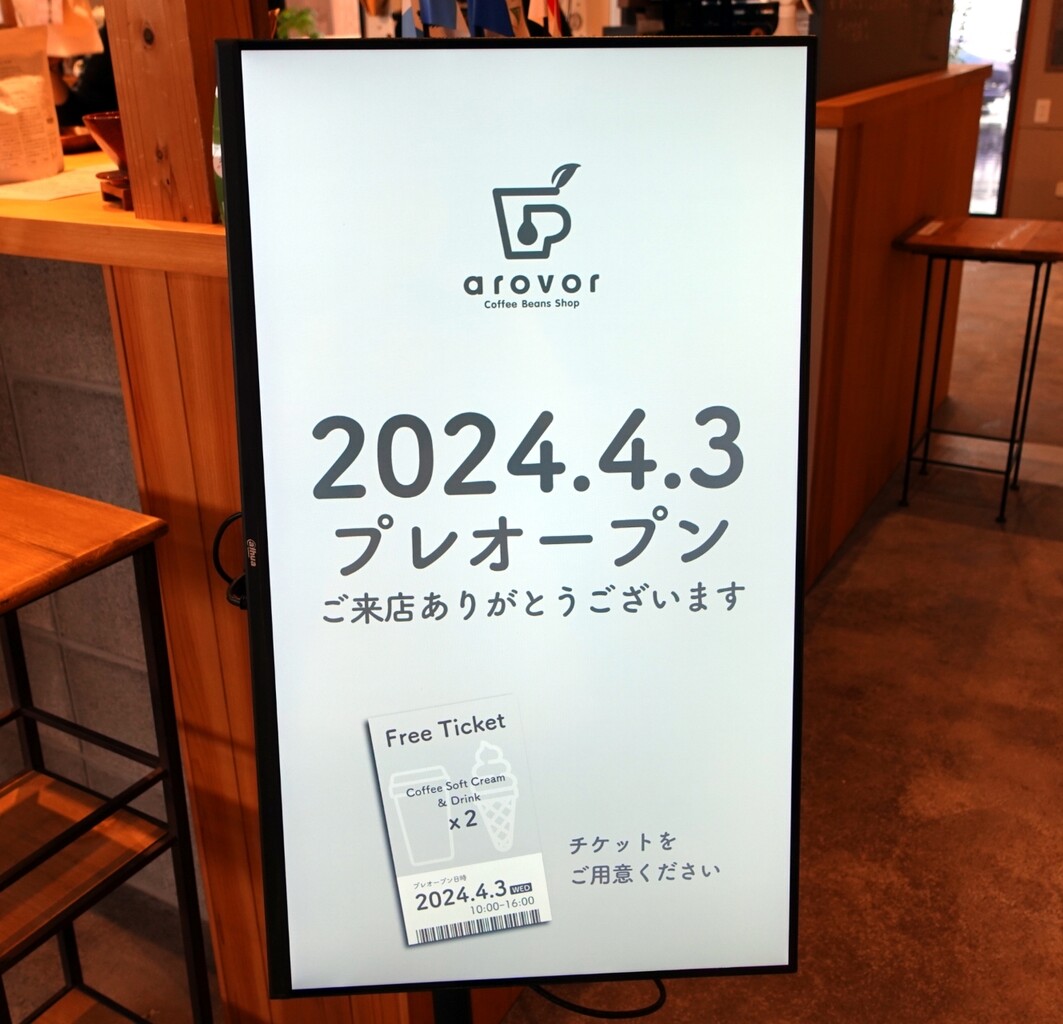 arovor
Coffee Beans Shop
2024.4.3
プレオープン
ご来店ありがとうございます
Free Ticket
Coffee Soft Cream
& Drink
x 2
プレオープン日時
2024.4.3 WED
10:00-16:00
チケットを
ご用意ください
alhua